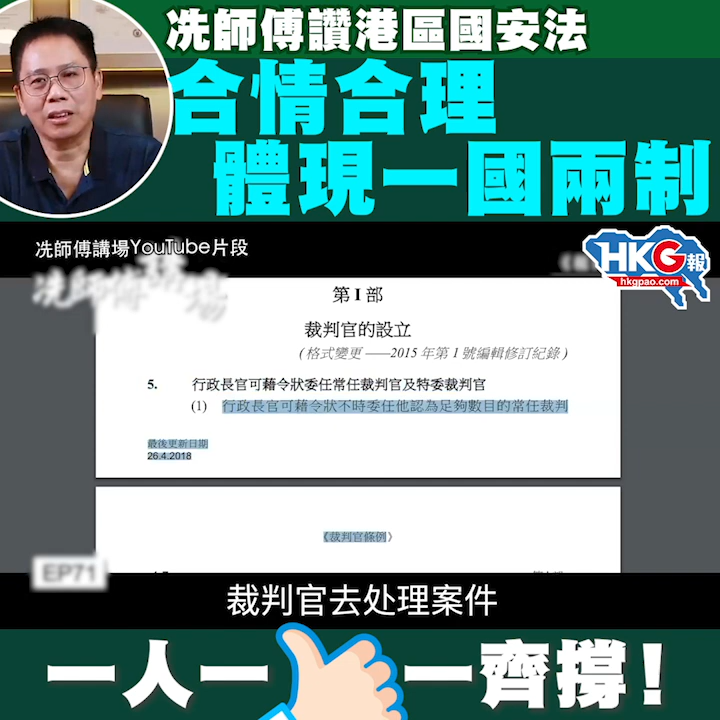 冼師傅讚港區國安法
合情合理
體現一國兩制
冼師傅講場YouTube片段
HKG報
hkgpao.com
冼師傅講場
第 I 部
裁判官的設立
(格式變更 ——2015 年第 1 號編輯修訂紀錄)
5. 行政長官可藉令狀委任常任裁判官及特委裁判官
(1) 行政長官可藉令狀不時委任他認為足夠數目的常任裁判
最後更新日期
26.4.2018
《裁判官條例》
EP71
裁判官去处理案件
一人一
一齊撐!